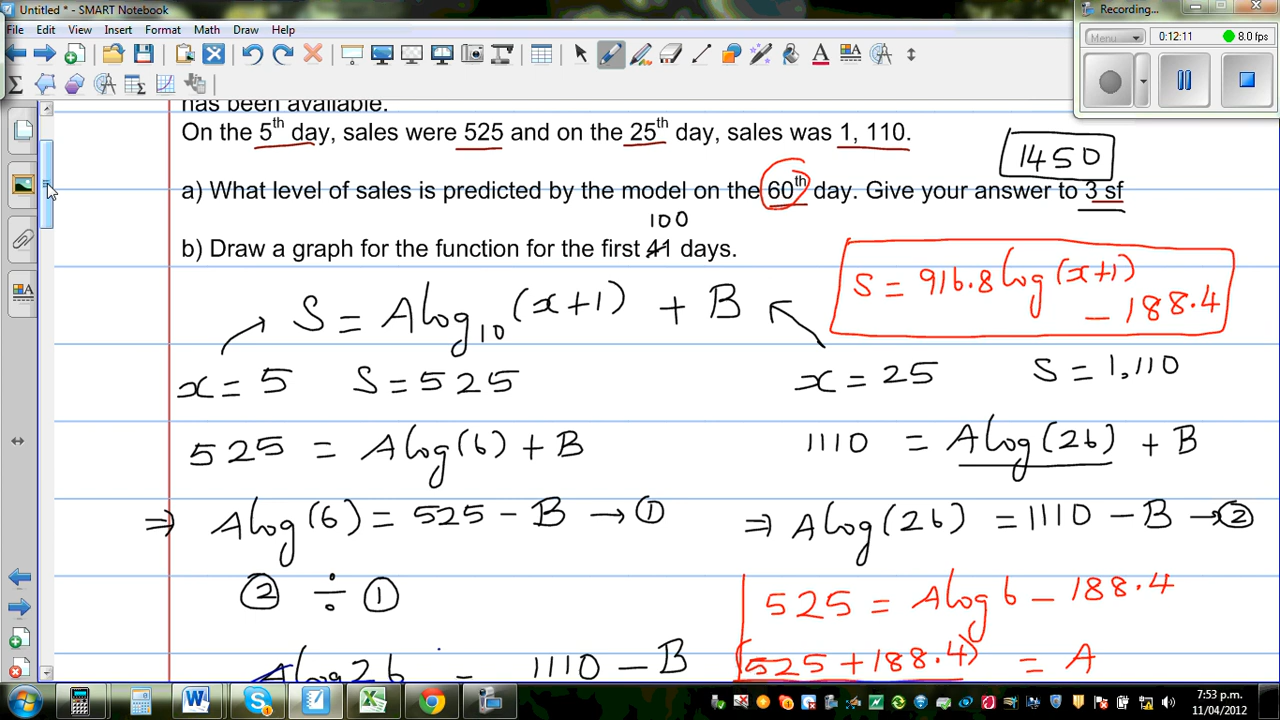 Untitled * - SMART Notebook
File Edit View Insert Format Math Draw Help
Recording...
Menu
0:12:11
8.0 fps
has been available.
On the 5th day, sales were 525 and on the 25th day, sales was 1, 110.
1450
a) What level of sales is predicted by the model on the 60th day. Give your answer to 3 sf
100
b) Draw a graph for the function for the first 41 days.
S = 916.8 log (x+1) - 188.4
S = A log10 (x+1) + B
x = 5 S = 525
x = 25 S = 1,110
525 = A log (6) + B
1110 = A log (26) + B
⇒ A log (6) = 525 - B → ①
⇒ A log (26) = 1110 - B → ②
② ÷ ①
525 = A log 6 - 188.4
A log 26 = 1110 - B
(525 + 188.4) = A
7:53 p.m.
11/04/2012